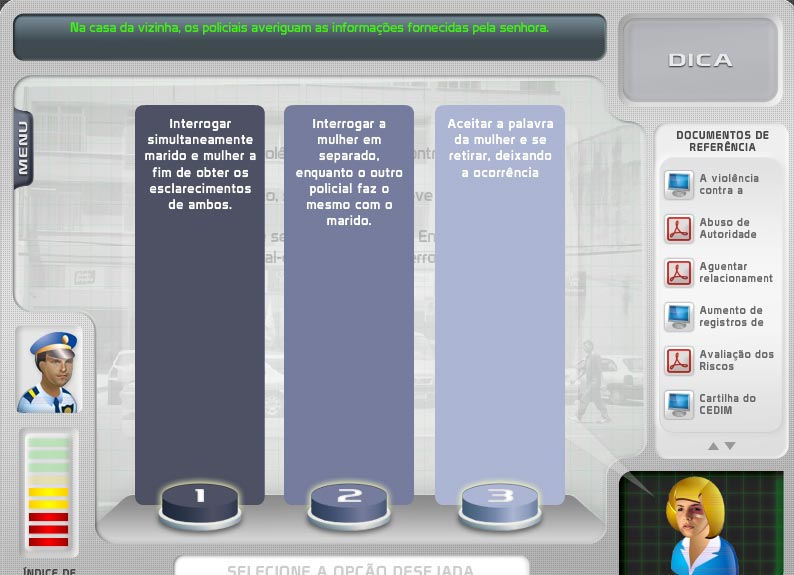 Na casa da vizinha, os policiais averiguam as informações fornecidas pela senhora.
DICA
MENU
Interrogar
simultaneamente
marido e mulher a
fim de obter os
esclarecimentos
de ambos.
Interrogar a
mulher em
separado,
enquanto o outro
policial faz o
mesmo com o
marido.
Aceitar a palavra
da mulher e se
retirar, deixando
a ocorrência
1
2
3
DOCUMENTOS DE
REFERÊNCIA
A violência
contra a
Abuso de
Autoridade
Aguentar
relacionament
Aumento de
registros de
Avaliação dos
Riscos
Cartilha do
CEDIM
ÍNDICE DE
SELECIONE A OPÇÃO DESEJADA